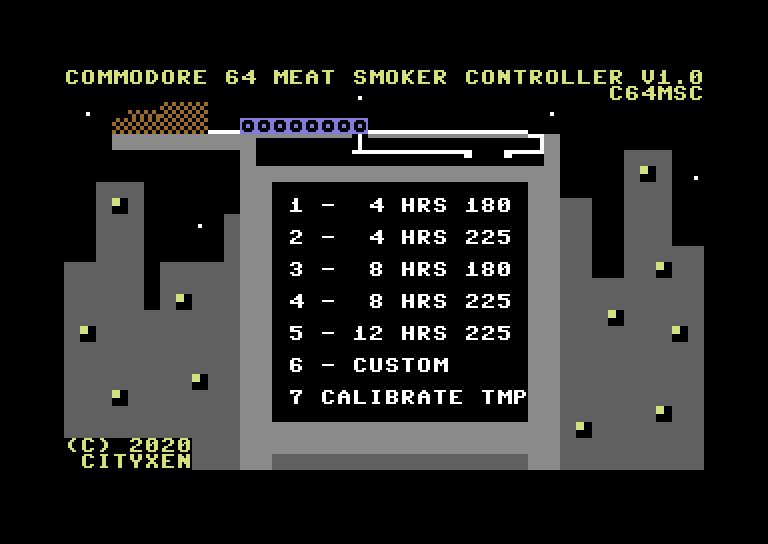 COMMODORE 64 MEAT SMOKER CONTROLLER V1.0
C64MSC
1 -  4 HRS 180
2 -  4 HRS 225
3 -  8 HRS 180
4 -  8 HRS 225
5 - 12 HRS 225
6 - CUSTOM
7 CALIBRATE TMP
(C) 2020
CITYXEN